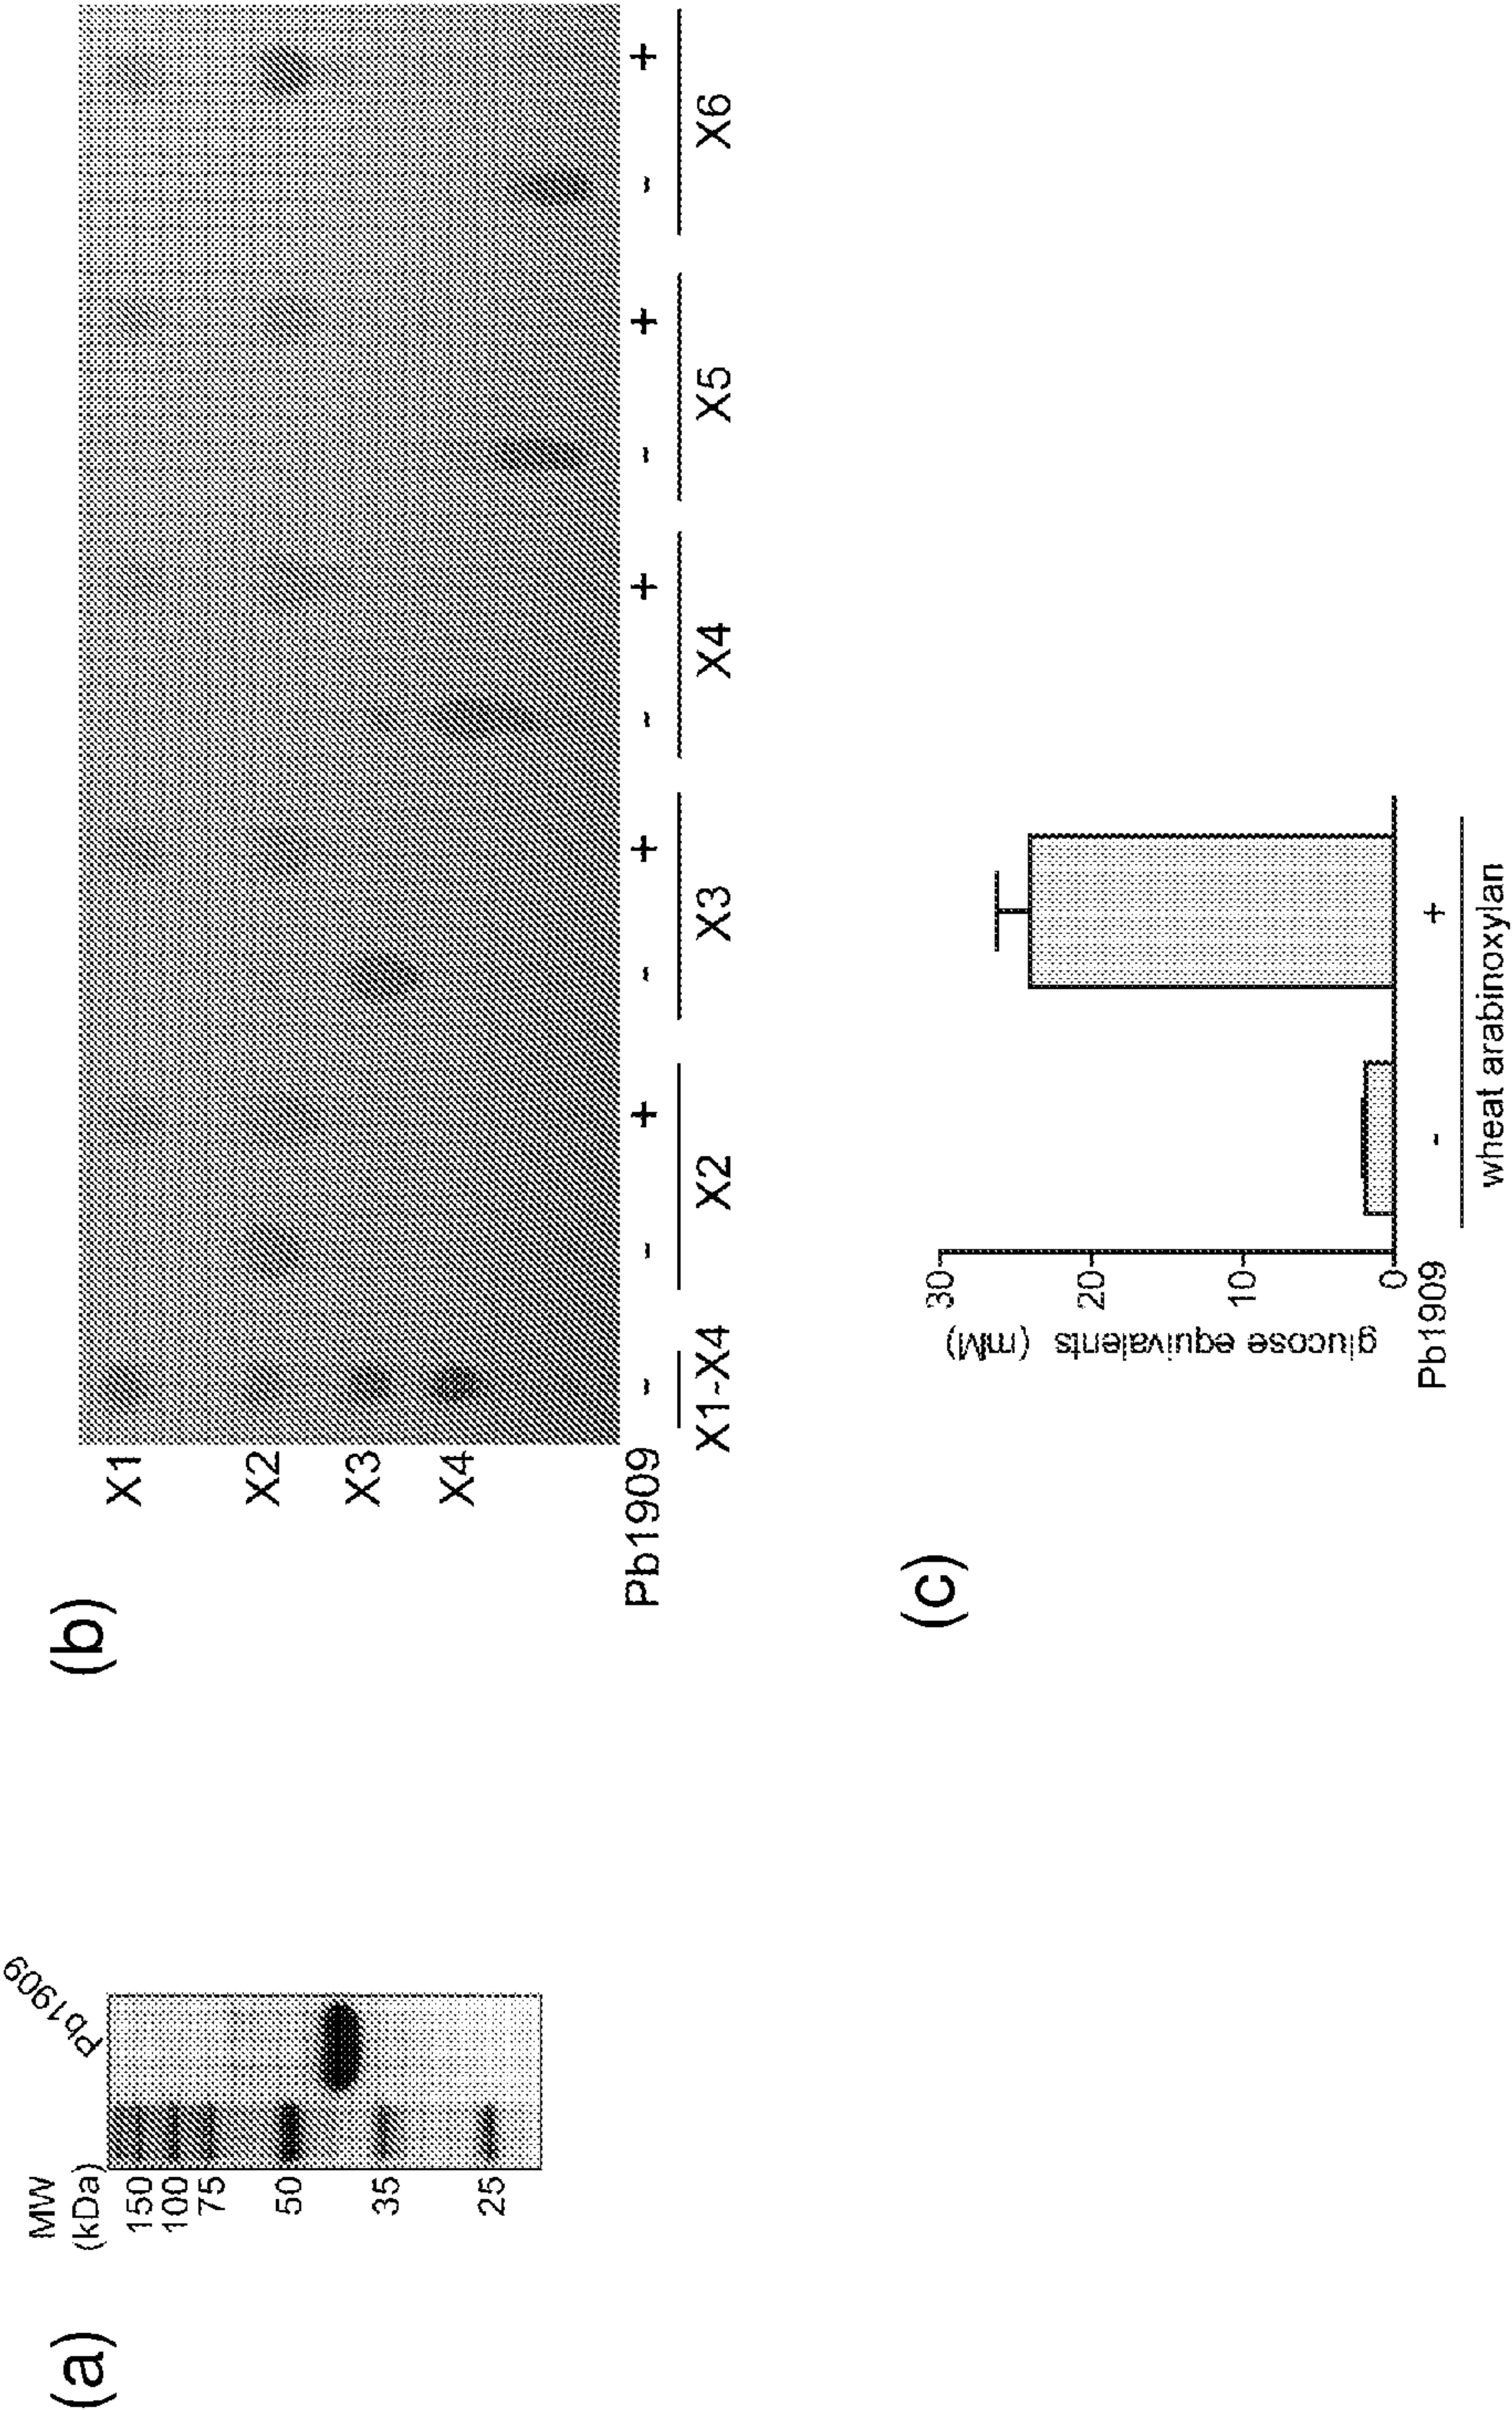 (a)
MW
(kDa)
Pb1909
150
100
75
50
35
25
(b)
X1
X2
X3
X4
Pb1909 - - + - + - + - + - +
X1-X4 X2 X3 X4 X5 X6
(c)
glucose equivalents (mM)
30
20
10
0
Pb1909 - +
wheat arabinoxylan